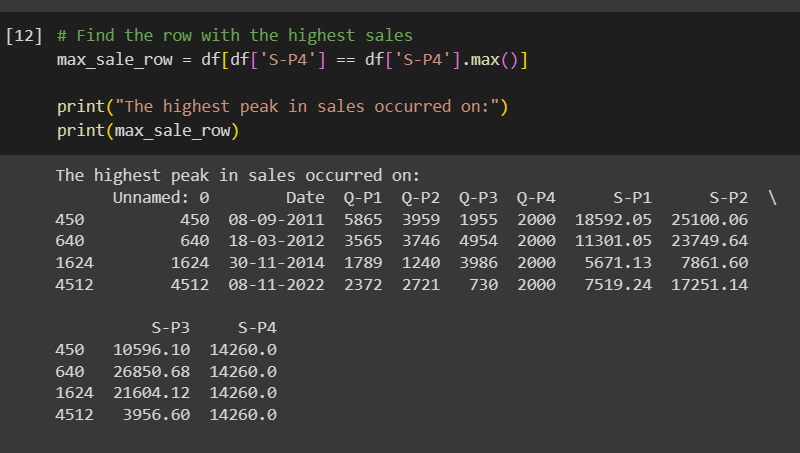 [12] # Find the row with the highest sales
max_sale_row = df[df['S-P4'] == df['S-P4'].max()]
print("The highest peak in sales occurred on:")
print(max_sale_row)
The highest peak in sales occurred on:
Unnamed: 0 Date Q-P1 Q-P2 Q-P3 Q-P4 S-P1 S-P2 \
450 450 08-09-2011 5865 3959 1955 2000 18592.05 25100.06
640 640 18-03-2012 3565 3746 4954 2000 11301.05 23749.64
1624 1624 30-11-2014 1789 1240 3986 2000 5671.13 7861.60
4512 4512 08-11-2022 2372 2721 730 2000 7519.24 17251.14
S-P3 S-P4
450 10596.10 14260.0
640 26850.68 14260.0
1624 21604.12 14260.0
4512 3956.60 14260.0